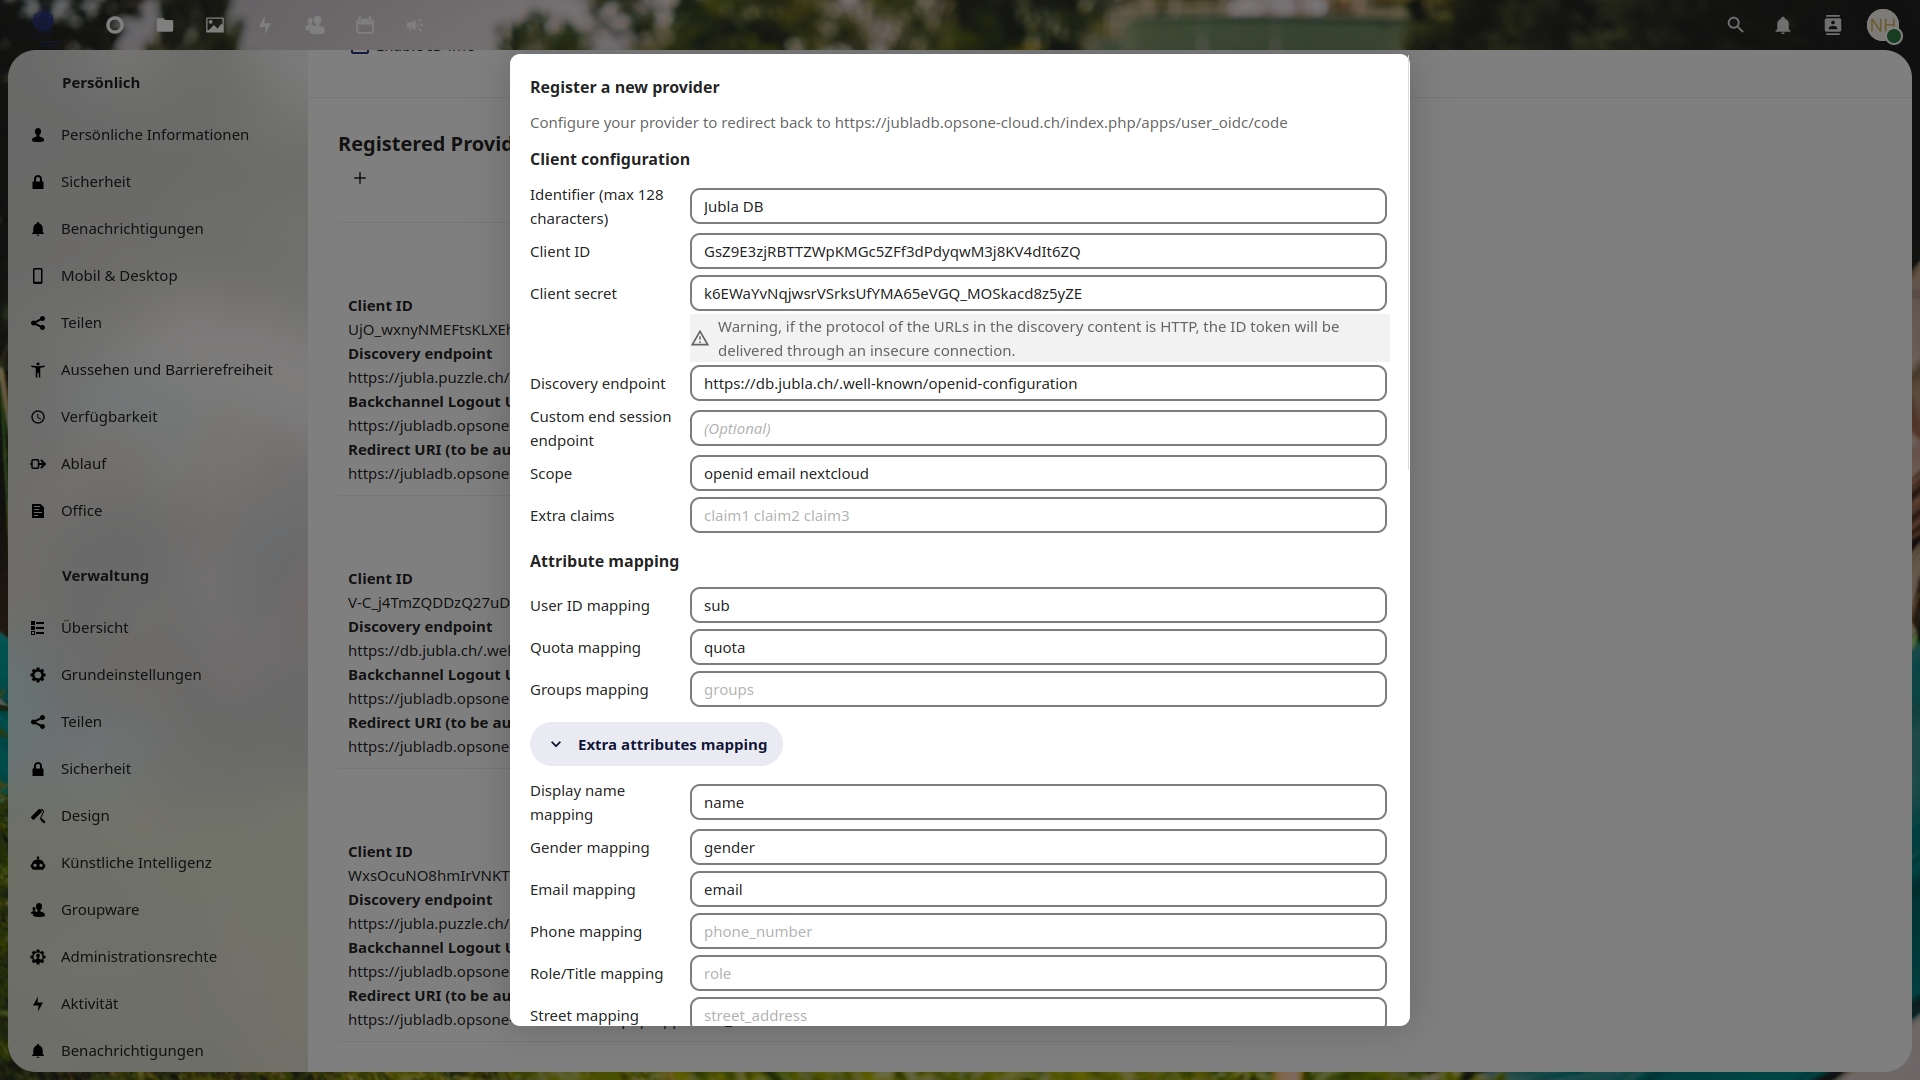 NH
Persönlich
Persönliche Informationen
Sicherheit
Benachrichtigungen
Mobil & Desktop
Teilen
Aussehen und Barrierefreiheit
Verfügbarkeit
Ablauf
Office
Verwaltung
Übersicht
Grundeinstellungen
Teilen
Sicherheit
Design
Künstliche Intelligenz
Groupware
Administrationsrechte
Aktivität
Benachrichtigungen
Registered Provid
Client ID
UjO_wxnyNMEFtsKLXE
Discovery endpoint
https://jubla.puzzle.ch/
Backchannel Logout U
https://jubladb.opsone
Redirect URI (to be au
https://jubladb.opsone
Client ID
V-C_j4TmZQDDzQ27uD
Discovery endpoint
https://db.jubla.ch/.wel
Backchannel Logout U
https://jubladb.opsone
Redirect URI (to be au
https://jubladb.opsone
Client ID
WxsOcuNO8hmIrVNKT
Discovery endpoint
https://jubla.puzzle.ch/
Backchannel Logout U
https://jubladb.opsone
Redirect URI (to be au
https://jubladb.opsone
Register a new provider
Configure your provider to redirect back to https://jubladb.opsone-cloud.ch/index.php/apps/user_oidc/code
Client configuration
Identifier (max 128
characters)
Jubla DB
Client ID
GsZ9E3zjRBTTZWpKMGc5ZFf3dPdyqwM3j8KV4dIt6ZQ
Client secret
k6EWaYvNqjwsrVSrksUfYMA65eVGQ_MOSkacd8z5yZE
Warning, if the protocol of the URLs in the discovery content is HTTP, the ID token will be
delivered through an insecure connection.
Discovery endpoint
https://db.jubla.ch/.well-known/openid-configuration
Custom end session
endpoint
(Optional)
Scope
openid email nextcloud
Extra claims
claim1 claim2 claim3
Attribute mapping
User ID mapping
sub
Quota mapping
quota
Groups mapping
groups
Extra attributes mapping
Display name
mapping
name
Gender mapping
gender
Email mapping
email
Phone mapping
phone_number
Role/Title mapping
role
Street mapping
street_address